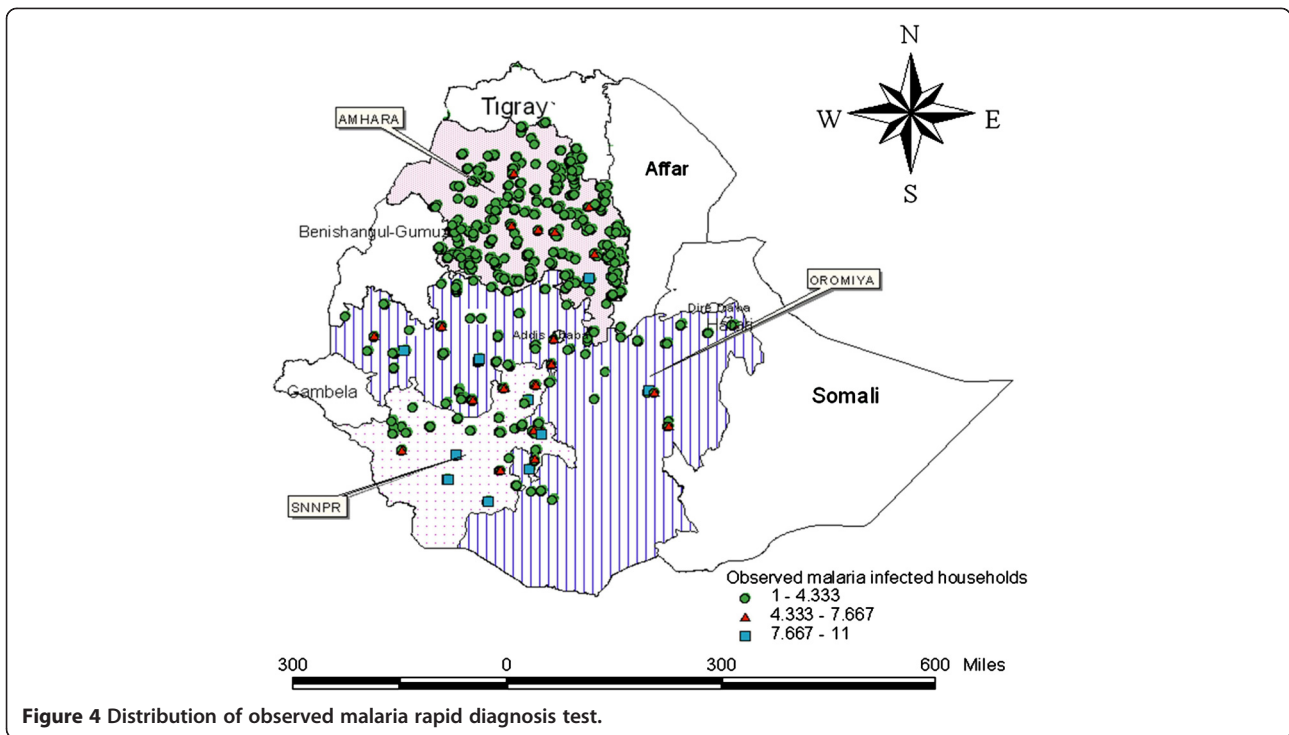 N
W E
S
Tigray
AMHARA
Affar
Benishangul-Gumuz
OROMIYA
Dire Dawa
Harari
Addis Ababa
Gambela
Somali
SNNPR
Observed malaria infected households
1 - 4.333
4.333 - 7.667
7.667 - 11
300 0 300 600 Miles
Figure 4 Distribution of observed malaria rapid diagnosis test.